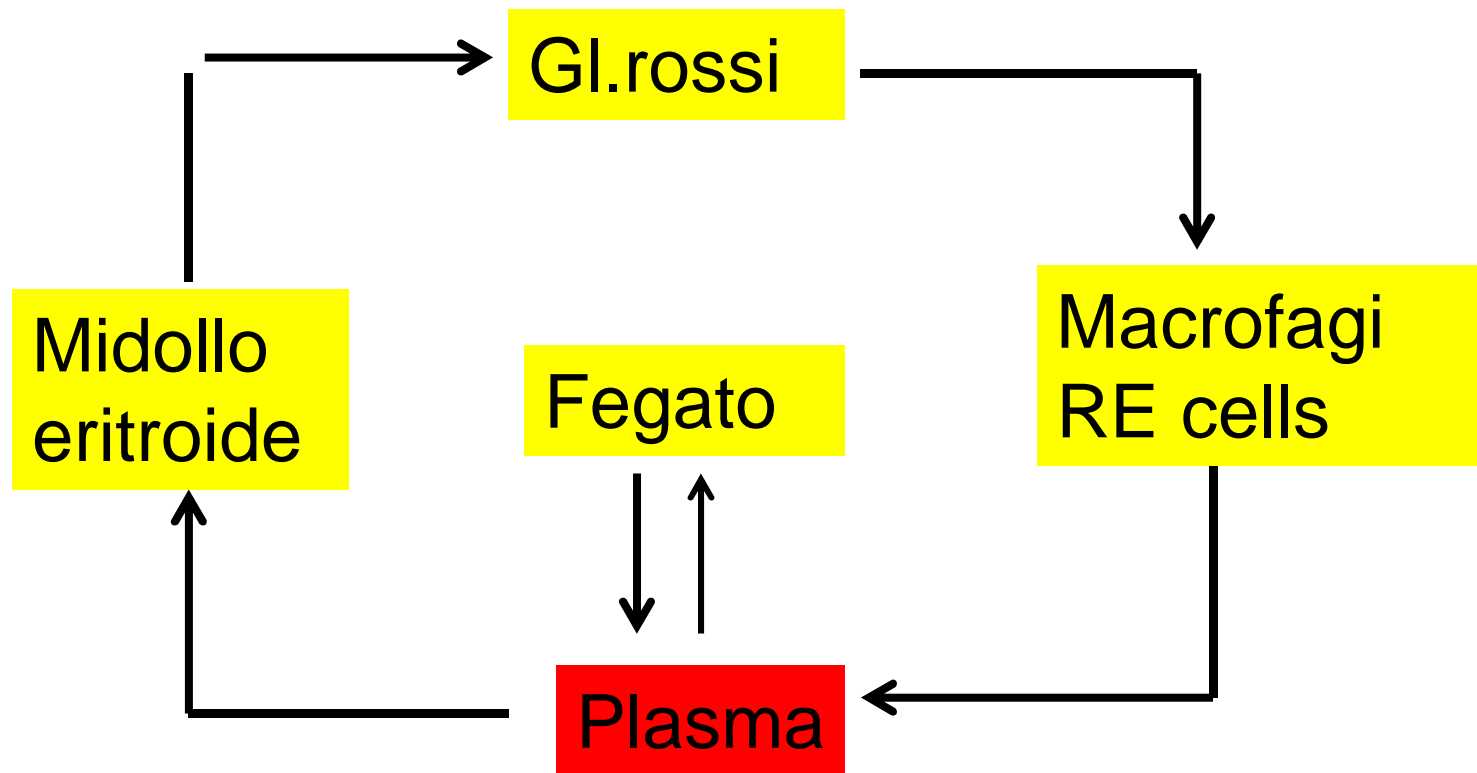 Gl.rossi
Midollo
eritroide
Fegato
Macrofagi
RE cells
Plasma